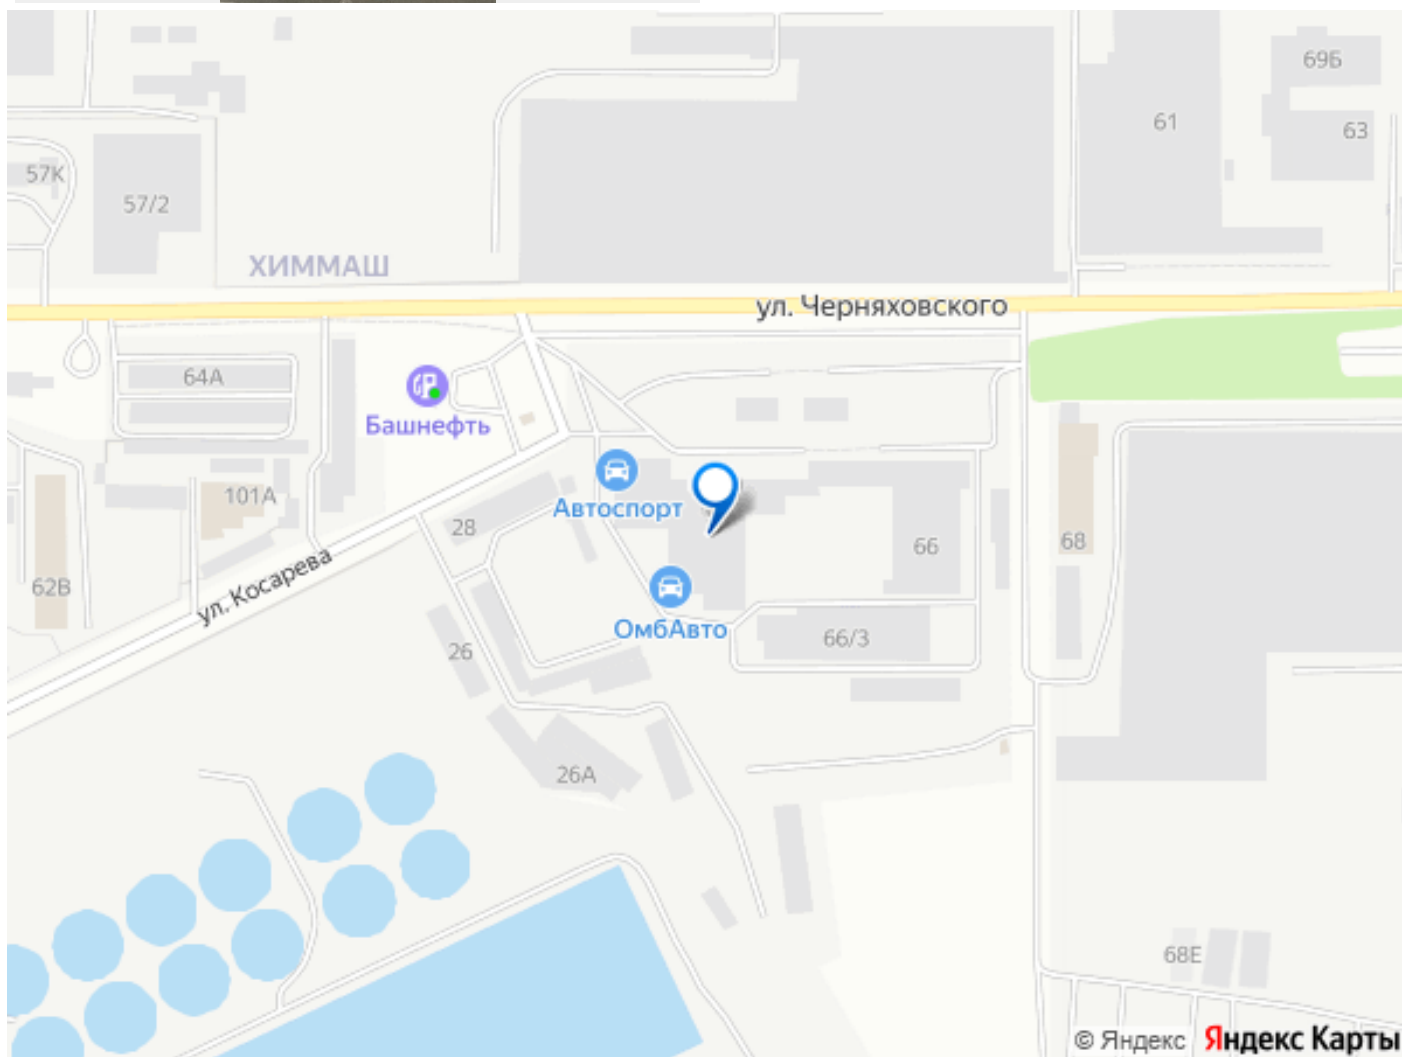 69Б
61
63
57К
57/2
ХИММАШ
ул. Черняховского
64А
Башнефть
101А
Автоспорт
28
66
68
62В
ул. Косарева
ОмбАвто
66/3
26
26А
68Е
© Яндекс Яндекс Карты